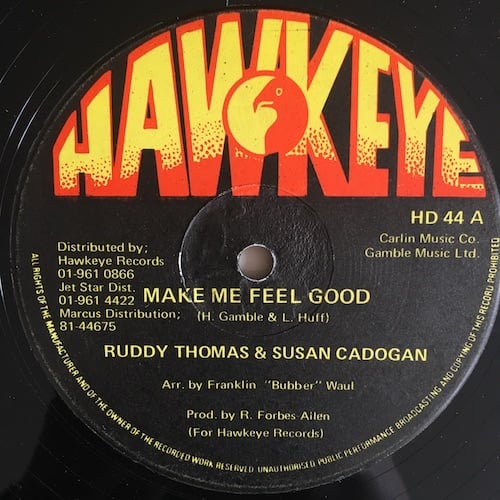 HAWKEYE
HD 44 A
Carlin Music Co.
Gamble Music Ltd.
Distributed by;
Hawkeye Records
01-961 0866
Jet Star Dist.
01-961 4422
Marcus Distribution;
81-44675
MAKE ME FEEL GOOD
(H. Gamble & L. Huff)
RUDDY THOMAS & SUSAN CADOGAN
Arr. by Franklin "Bubber" Waul
Prod. by R. Forbes-Allen
(For Hawkeye Records)
ALL RIGHTS OF THE MANUFACTURER AND OF THE OWNER OF THE RECORDED WORK RESERVED. UNAUTHORISED PUBLIC PERFORMANCE BROADCASTING AND COPYING OF THIS RECORD PROHIBITED